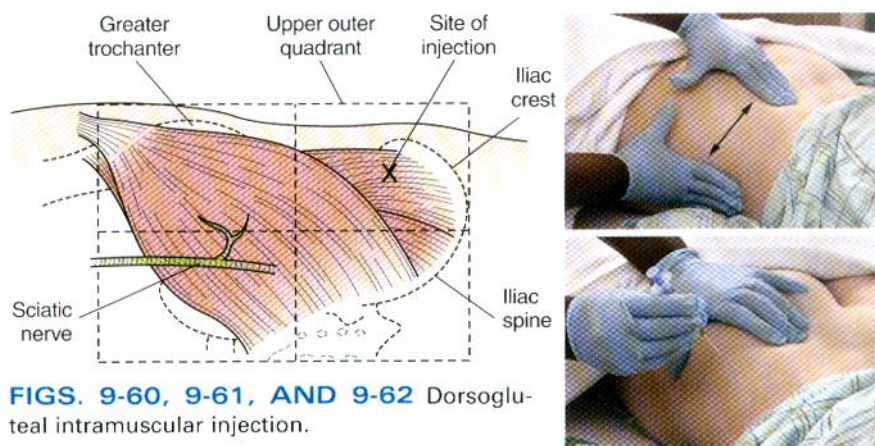 Greater
trochanter
Upper outer
quadrant
Site of
injection
Iliac
crest
X
Sciatic
nerve
Iliac
spine
FIGS. 9-60, 9-61, AND 9-62 Dorsoglu-
teal intramuscular injection.